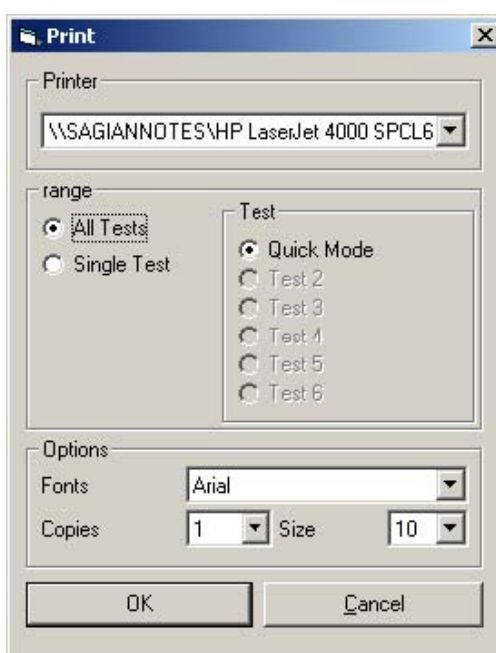 Print
Printer
\\SAGIANNOTES\HP LaserJet 4000 SPCL6
range
All Tests
Single Test
Test
Quick Mode
Test 2
Test 3
Test 4
Test 5
Test 6
Options
Fonts Arial
Copies 1 Size 10
OK Cancel